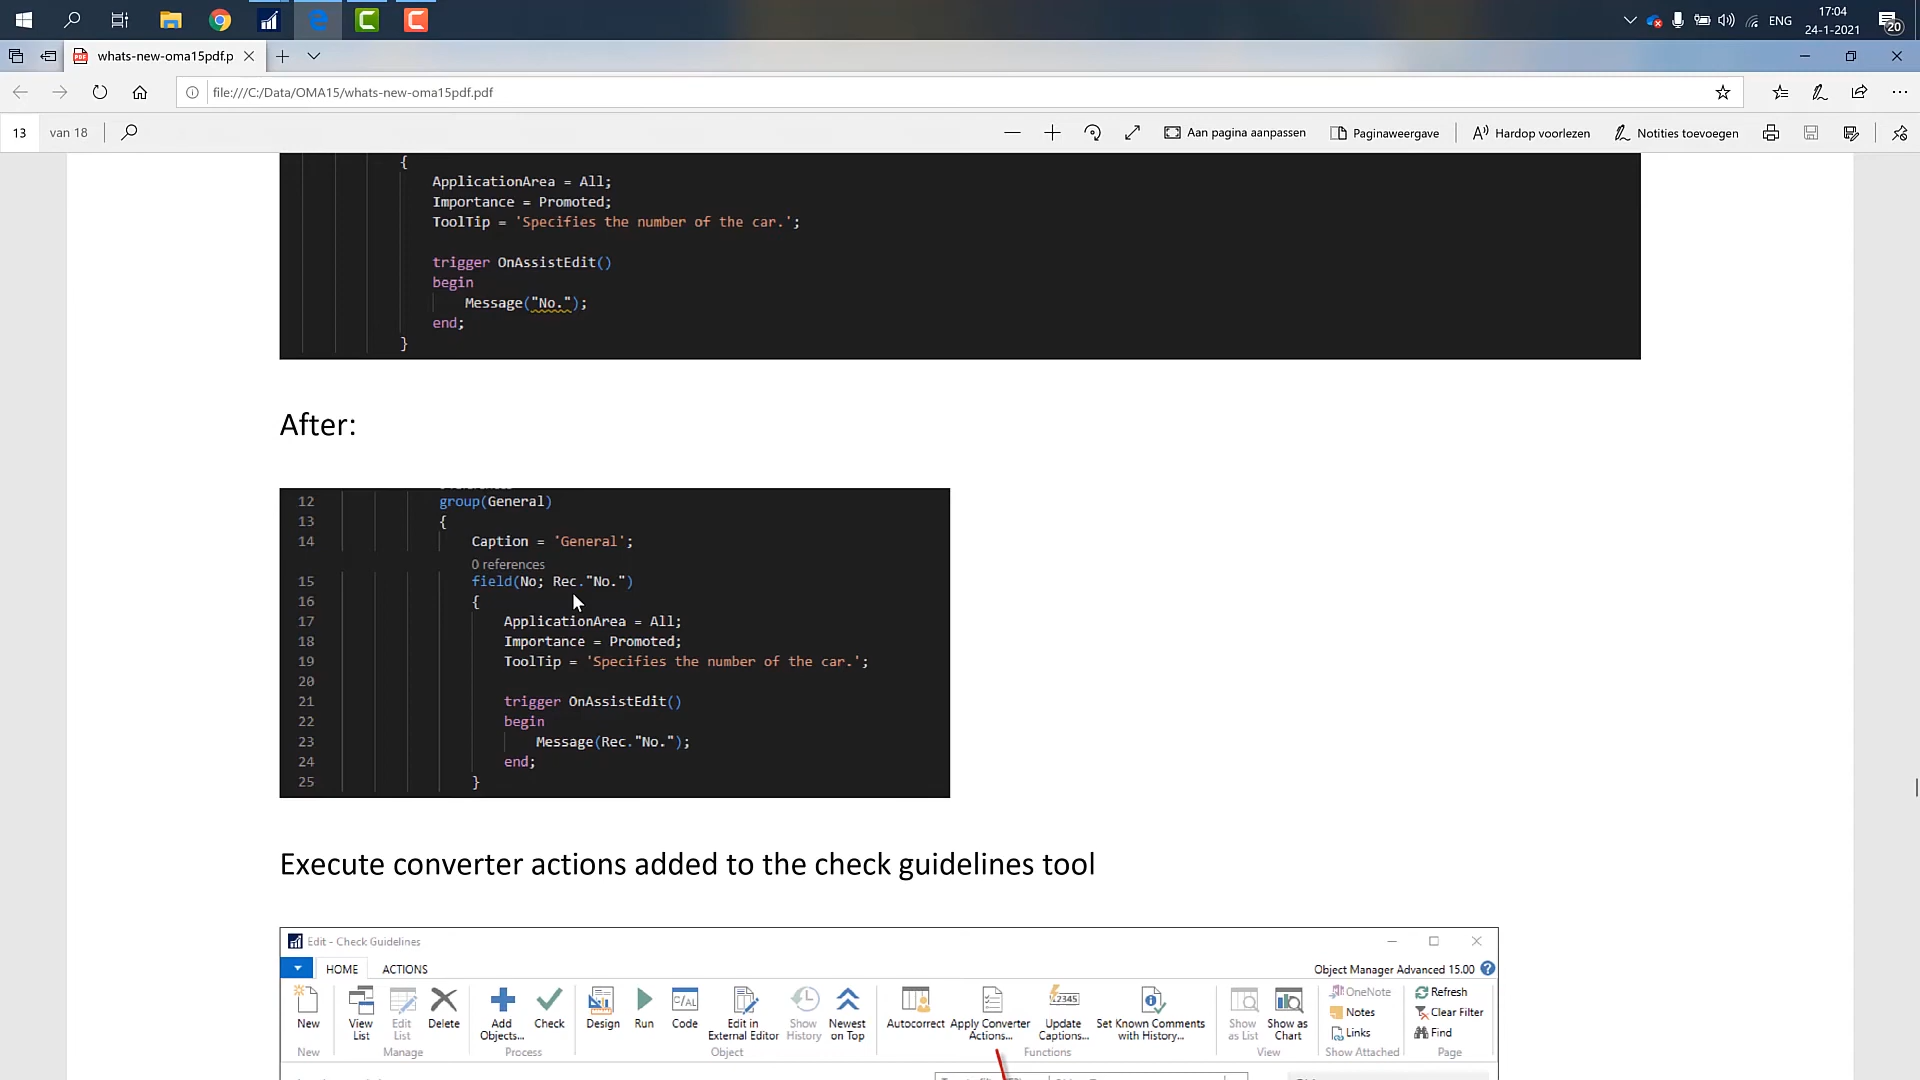 ENG
17:04
24-1-2021
20
whats-new-oma15pdf.p
file:///C:/Data/OMA15/whats-new-oma15pdf.pdf
13 van 18
Aan pagina aanpassen
Paginaweergave
Hardop voorlezen
Notities toevoegen
{
ApplicationArea = All;
Importance = Promoted;
ToolTip = 'Specifies the number of the car.';
trigger OnAssistEdit()
begin
Message("No.");
end;
}
After:
12 group(General)
13 {
14 Caption = 'General';
0 references
15 field(No; Rec."No.")
16 {
17 ApplicationArea = All;
18 Importance = Promoted;
19 ToolTip = 'Specifies the number of the car.';
20
21 trigger OnAssistEdit()
22 begin
23 Message(Rec."No.");
24 end;
25 }
Execute converter actions added to the check guidelines tool
Edit - Check Guidelines
HOME ACTIONS
Object Manager Advanced 15.00
New
View List
Edit List
Delete
Add Objects...
Check
Design
Run
C/AL
Code
Edit in External Editor
Show History
Newest on Top
Autocorrect
Apply Converter Actions...
12345
Update Captions...
Set Known Comments with History...
Show as List
Show as Chart
OneNote
Notes
Links
Refresh
Clear Filter
Find
New
Manage
Process
Object
Functions
View
Show Attached
Page